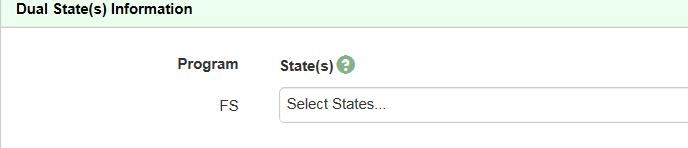 Dual State(s) Information
Program State(s) ?
FS Select States...